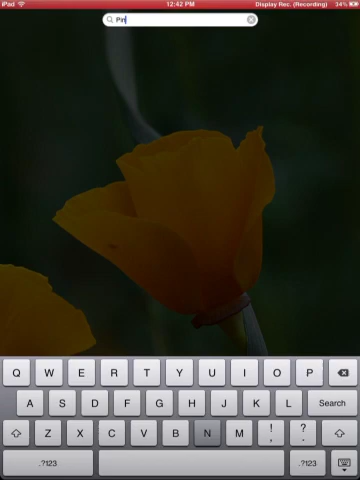 iPad 12:42 PM Display Rec. (Recording) 34%
Pin
Q W E R T Y U I O P
A S D F G H J K L Search
Z X C V B N M ! , ? .
.?123 .?123